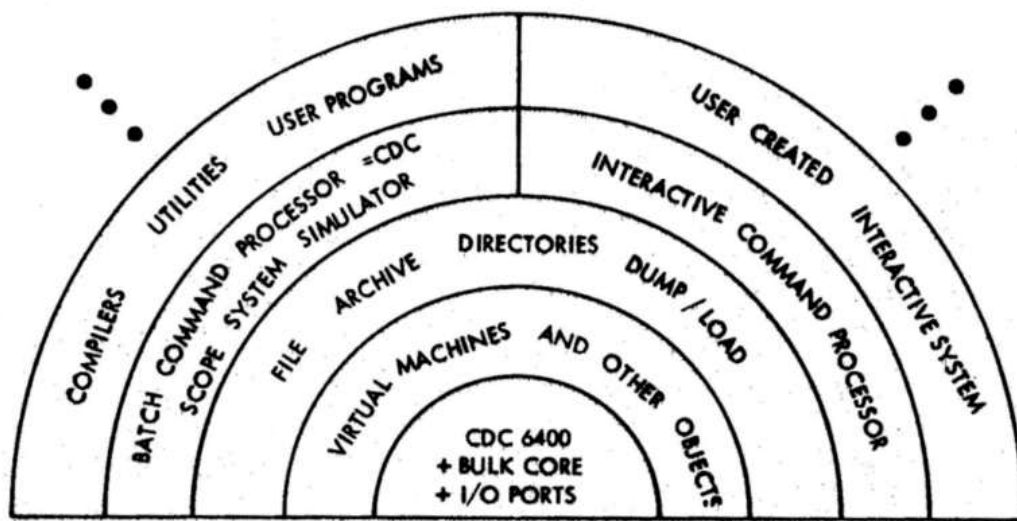 COMPILERS UTILITIES USER PROGRAMS
USER CREATED INTERACTIVE SYSTEM
BATCH COMMAND PROCESSOR =CDC
SCOPE SYSTEM SIMULATOR
INTERACTIVE COMMAND PROCESSOR
FILE ARCHIVE DIRECTORIES DUMP/LOAD
VIRTUAL MACHINES AND OTHER OBJECTS
CDC 6400
+ BULK CORE
+ I/O PORTS